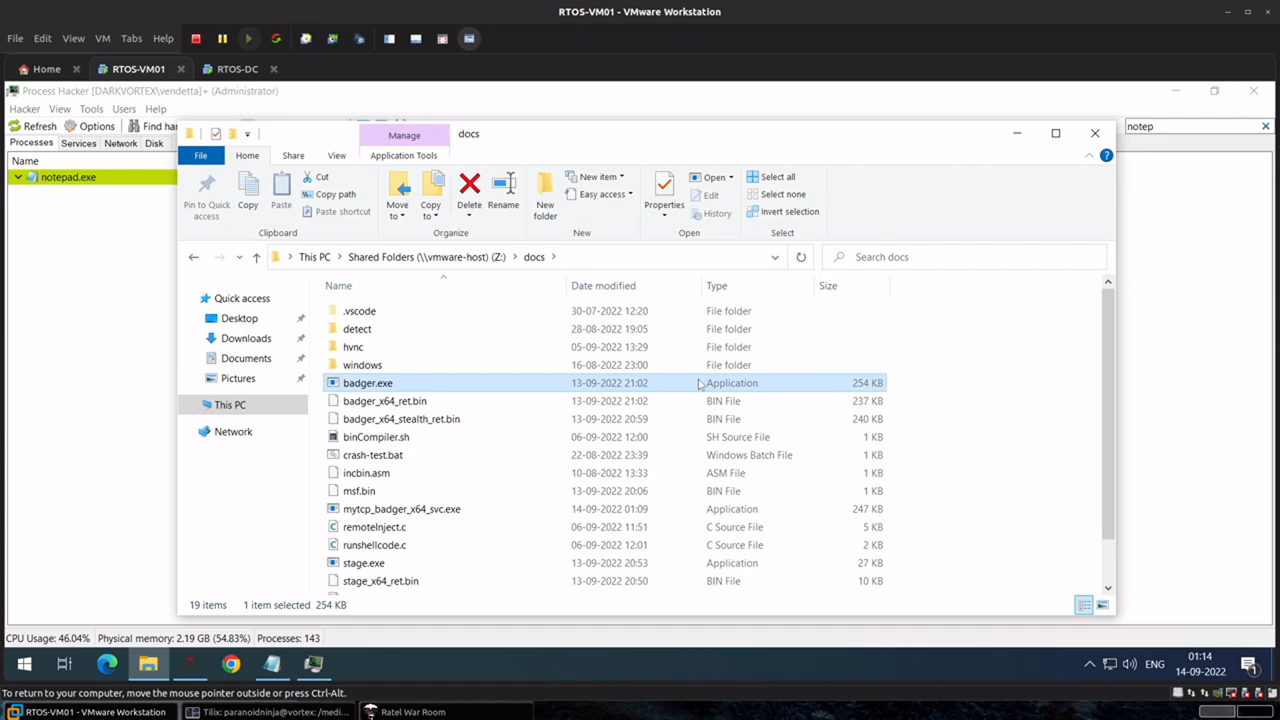 RTOS-VM01 - VMware Workstation
File Edit View VM Tabs Help
Home RTOS-VM01 RTOS-DC
Process Hacker [DARKVORTEX\vendetta]+ (Administrator)
Hacker View Tools Users Help
Refresh Options Find han
notep
Processes Services Network Disk
Name
notepad.exe
Manage docs
File Home Share View Application Tools
Pin to Quick access
Copy
Paste
Cut
Copy path
Paste shortcut
Move to
Copy to
Delete
Rename
New folder
New item
Easy access
Properties
Open
Edit
History
Select all
Select none
Invert selection
Clipboard Organize New Open Select
This PC Shared Folders (\\vmware-host) (Z:) docs
Search docs
Quick access
Desktop
Downloads
Documents
Pictures
This PC
Network
Name Date modified Type Size
.vscode 30-07-2022 12:20 File folder
detect 28-08-2022 19:05 File folder
hvnc 05-09-2022 13:29 File folder
windows 16-08-2022 23:00 File folder
badger.exe 13-09-2022 21:02 Application 254 KB
badger_x64_ret.bin 13-09-2022 21:02 BIN File 237 KB
badger_x64_stealth_ret.bin 13-09-2022 20:59 BIN File 240 KB
binCompiler.sh 06-09-2022 12:00 SH Source File 1 KB
crash-test.bat 22-08-2022 23:39 Windows Batch File 1 KB
incbin.asm 10-08-2022 13:33 ASM File 1 KB
msf.bin 13-09-2022 20:06 BIN File 1 KB
mytcp_badger_x64_svc.exe 14-09-2022 01:09 Application 247 KB
remoteInject.c 06-09-2022 11:51 C Source File 5 KB
runshellcode.c 06-09-2022 12:01 C Source File 2 KB
stage.exe 13-09-2022 20:53 Application 27 KB
stage_x64_ret.bin 13-09-2022 20:50 BIN File 10 KB
19 items 1 item selected 254 KB
CPU Usage: 46.04% Physical memory: 2.19 GB (54.83%) Processes: 143
ENG
01:14
14-09-2022
1
To return to your computer, move the mouse pointer outside or press Ctrl-Alt.
RTOS-VM01 - VMware Workstation
Tilix: paranoidninja@vortex: /medi...
Ratel War Room